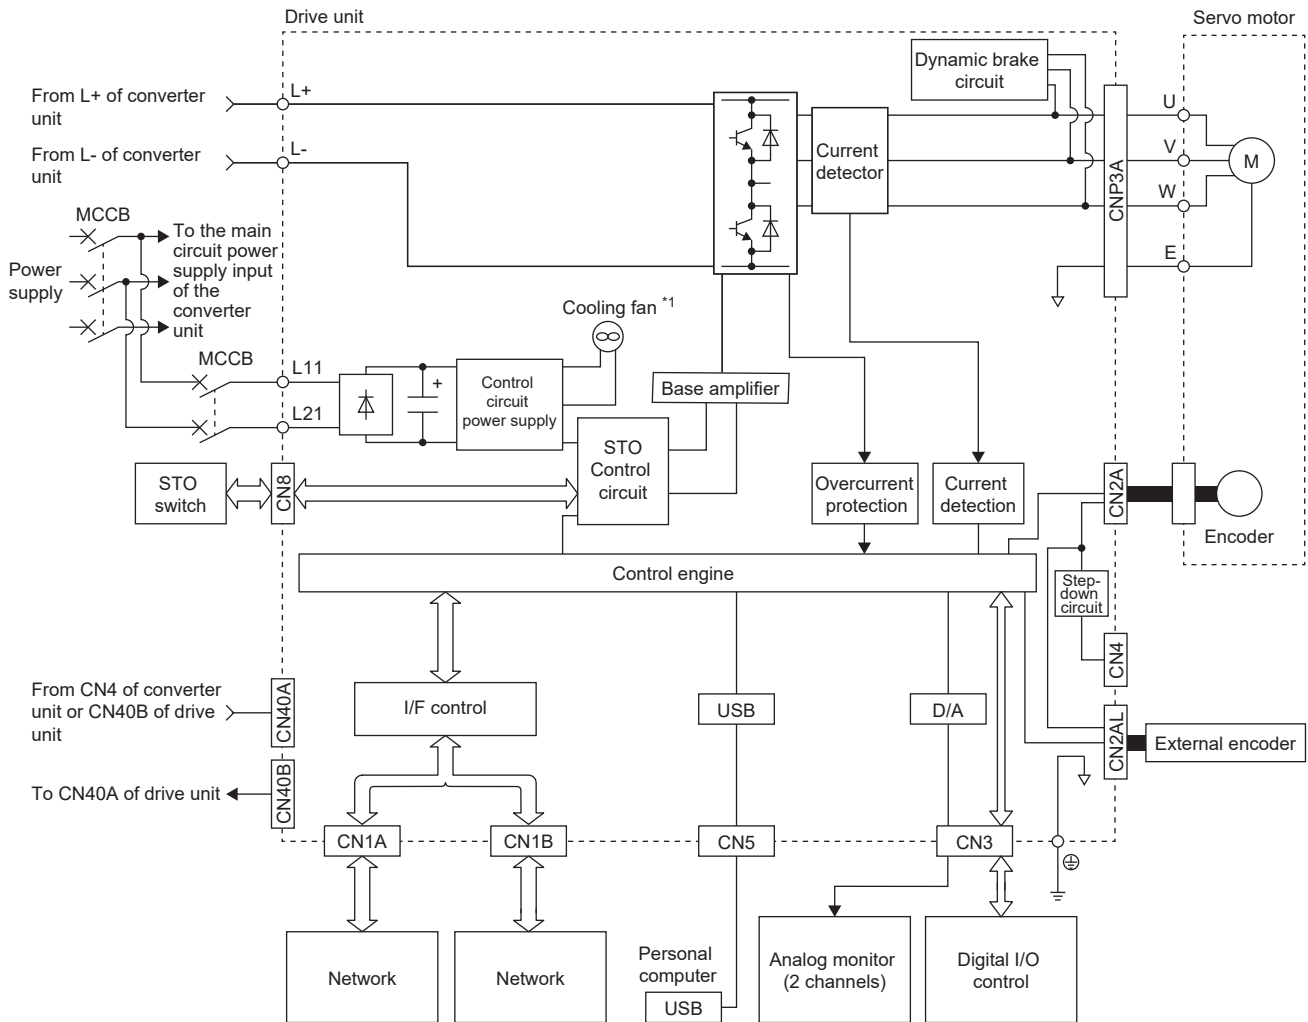 Drive unit
Servo motor
Dynamic brake
circuit
From L+ of converter
unit
L+
From L- of converter
unit
L-
Current
detector
CNP3A
U
V
W
E
M
MCCB
To the main
circuit power
supply input
of the
converter
unit
Power
supply
MCCB
L11
L21
Cooling fan *1
+
Control
circuit
power supply
Base amplifier
STO
Control
circuit
STO
switch
CN8
Overcurrent
protection
Current
detection
CN2A
Encoder
Control engine
Step-
down
circuit
CN4
From CN4 of converter
unit or CN40B of drive
unit
CN40A
I/F control
USB
D/A
CN2AL
External encoder
To CN40A of drive unit
CN40B
CN1A
CN1B
CN5
CN3
Network
Network
Personal
computer
USB
Analog monitor
(2 channels)
Digital I/O
control